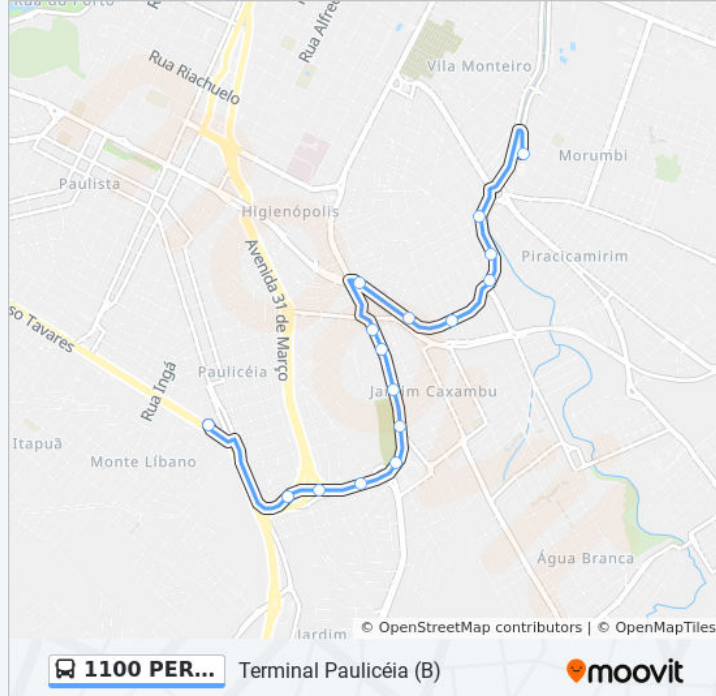 Rua do Porto
Rua Alfred
Rua Riachuelo
Vila Monteiro
Morumbi
Paulista
Higienópolis
Piracicamirim
Avenida 31 de Março
so Tavares
Rua Ingá
Paulicéia
Jardim Caxambu
Itapuã
Monte Líbano
Água Branca
Jardim
© OpenStreetMap contributors | © OpenMapTiles
1100 PER... Terminal Paulicéia (B) moovit